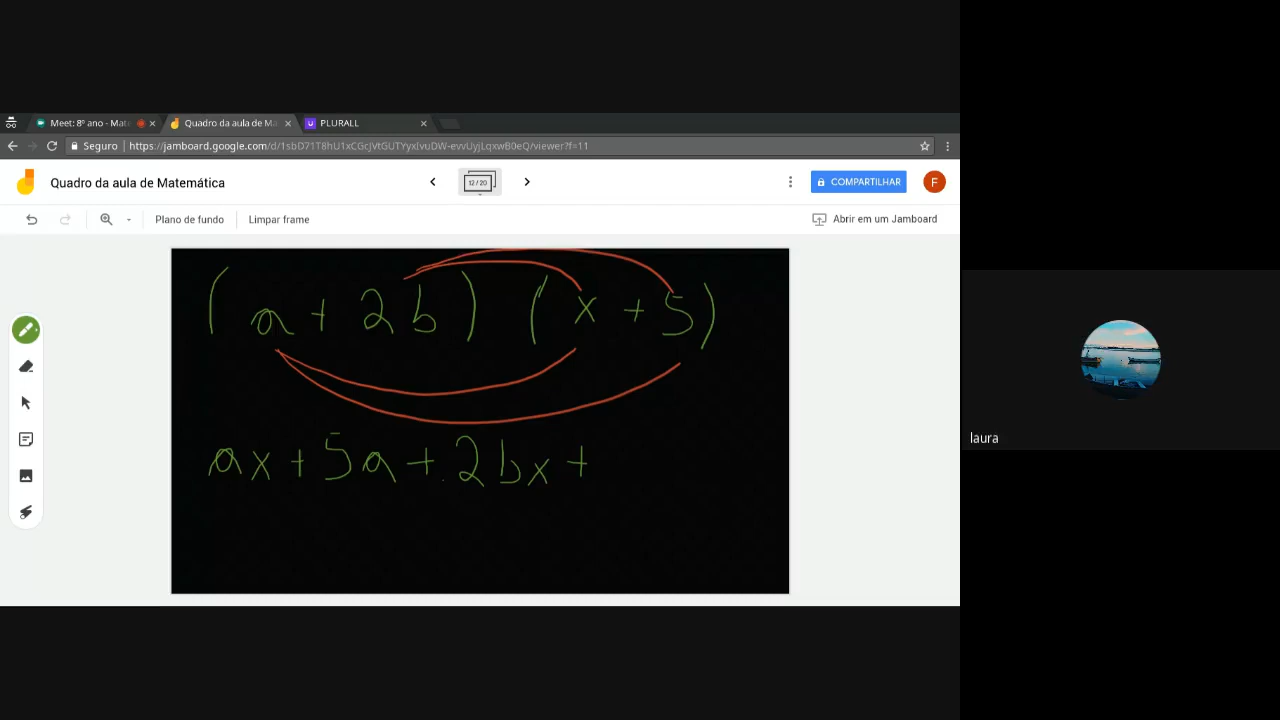 Meet: 8º ano - Mat
Quadro da aula de Ma
PLURALL
Seguro
https://jamboard.google.com/d/1sbD71T8hU1xCGcJVtGUTYyxIvuDW-evvUyjLqxwB0eQ/viewer?f=11
Quadro da aula de Matemática
12 / 20
COMPARTILHAR
F
Plano de fundo
Limpar frame
Abrir em um Jamboard
(a + 2b) (x + 5)
ax + 5a + 2bx +
laura